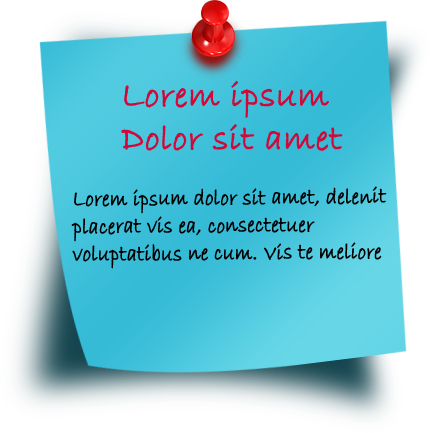 Lorem ipsum
Dolor sit amet
Lorem ipsum dolor sit amet, delenit
placerat vis ea, consectetuer
voluptatibus ne cum. Vis te meliore